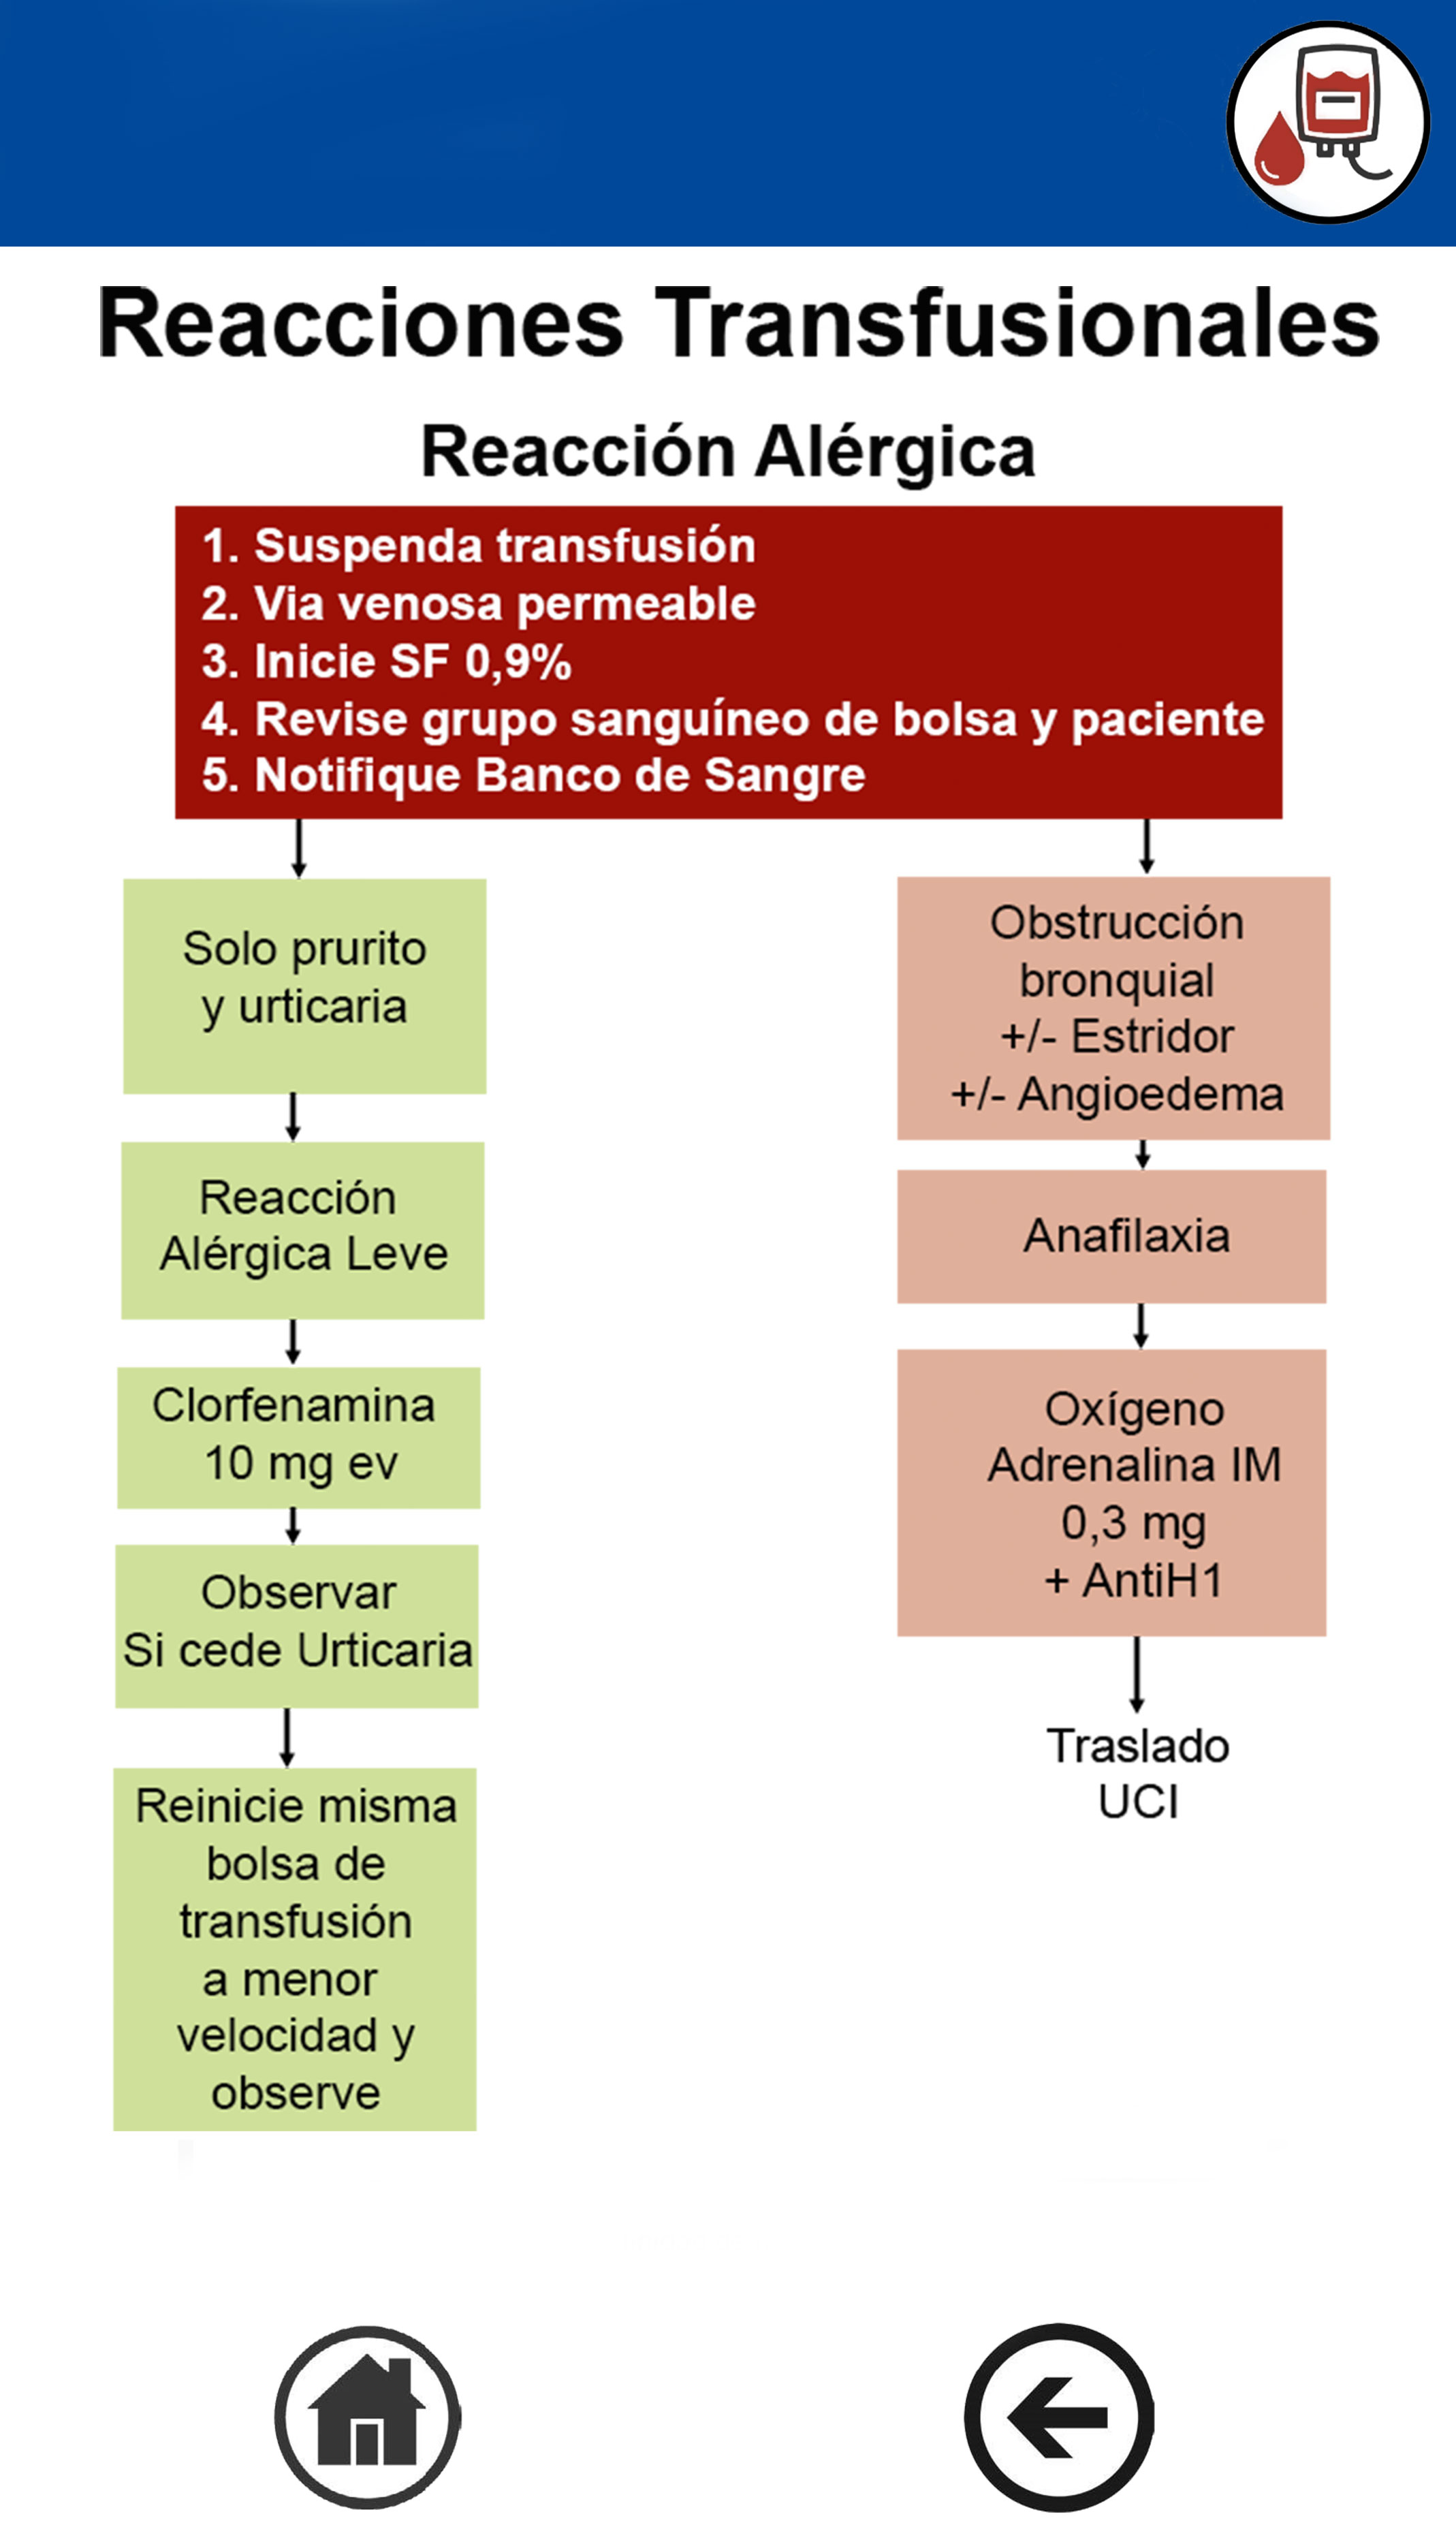 Reacciones Transfusionales
Reacción Alérgica
1. Suspenda transfusión
2. Via venosa permeable
3. Inicie SF 0,9%
4. Revise grupo sanguíneo de bolsa y paciente
5. Notifique Banco de Sangre
Solo prurito
y urticaria
Reacción
Alérgica Leve
Clorfenamina
10 mg ev
Observar
Si cede Urticaria
Reinicie misma
bolsa de
transfusión
a menor
velocidad y
observe
Obstrucción
bronquial
+/- Estridor
+/- Angioedema
Anafilaxia
Oxígeno
Adrenalina IM
0,3 mg
+ AntiH1
Traslado
UCI